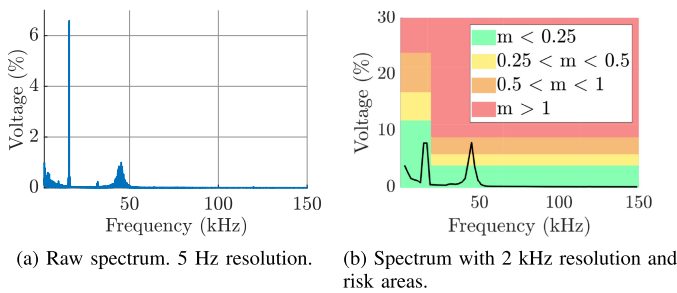 6
4
2
0
50
100
150
Voltage (%)
Frequency (kHz)
(a) Raw spectrum. 5 Hz resolution.
30
20
10
0
50
100
150
Voltage (%)
Frequency (kHz)
m < 0.25
0.25 < m < 0.5
0.5 < m < 1
m > 1
(b) Spectrum with 2 kHz resolution and
risk areas.